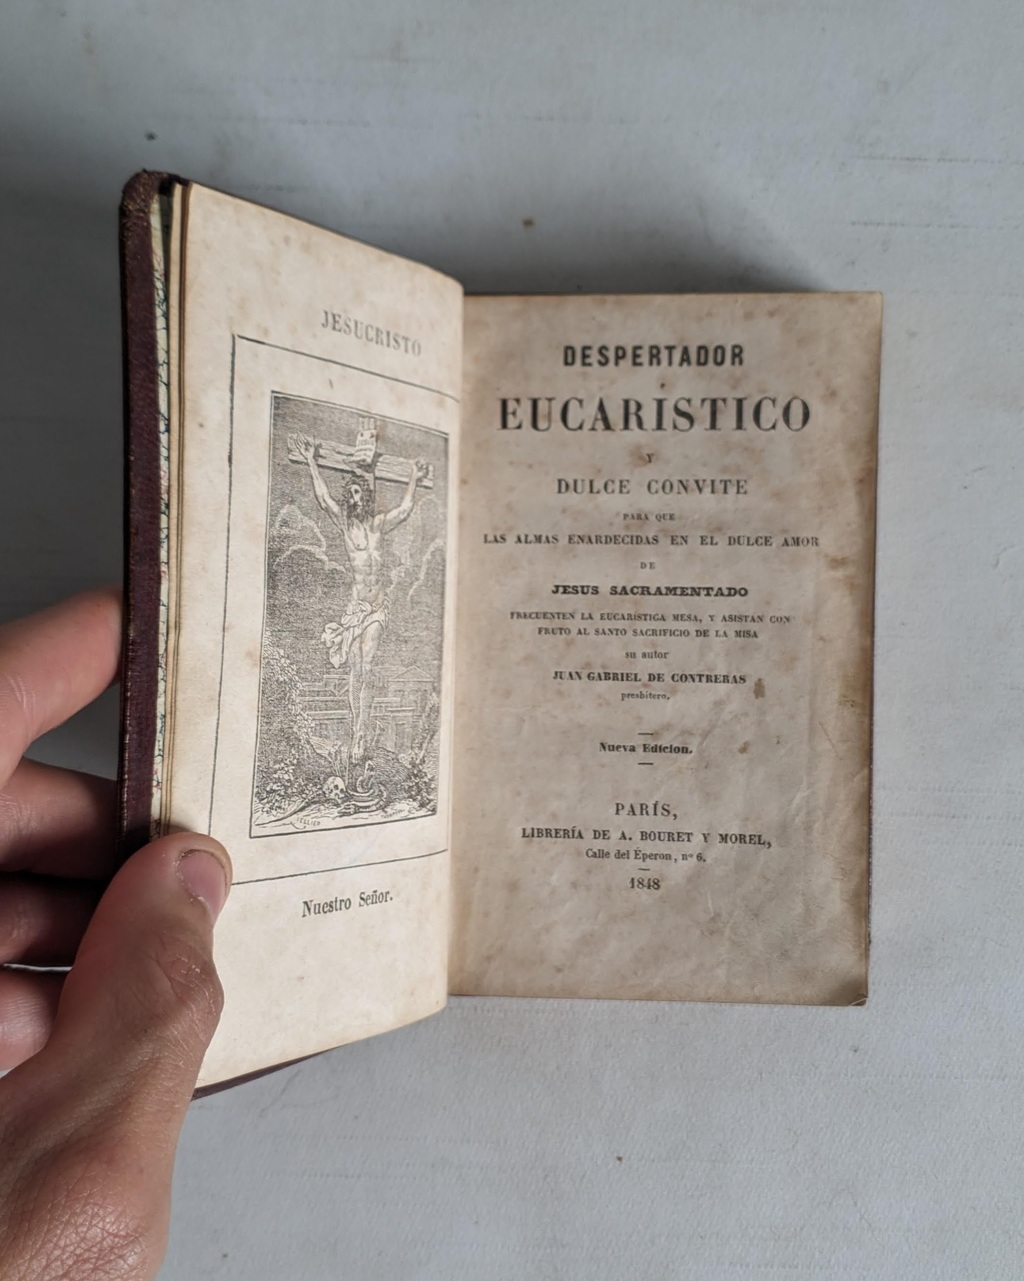 JESUCRISTO
Nuestro Señor.
DESPERTADOR
EUCARÍSTICO
Y
DULCE CONVITE
PARA QUE
LAS ALMAS ENARDECIDAS EN EL DULCE AMOR
DE
JESUS SACRAMENTADO
FRECUENTEN LA EUCARÍSTICA MESA, Y ASISTAN CON
FRUTO AL SANTO SACRIFICIO DE LA MISA
su autor
JUAN GABRIEL DE CONTRERAS
presbitero.
Nueva Edicion.
PARÍS,
LIBRERÍA DE A. BOURET Y MOREL,
Calle del Éperon, nº 6.
1848